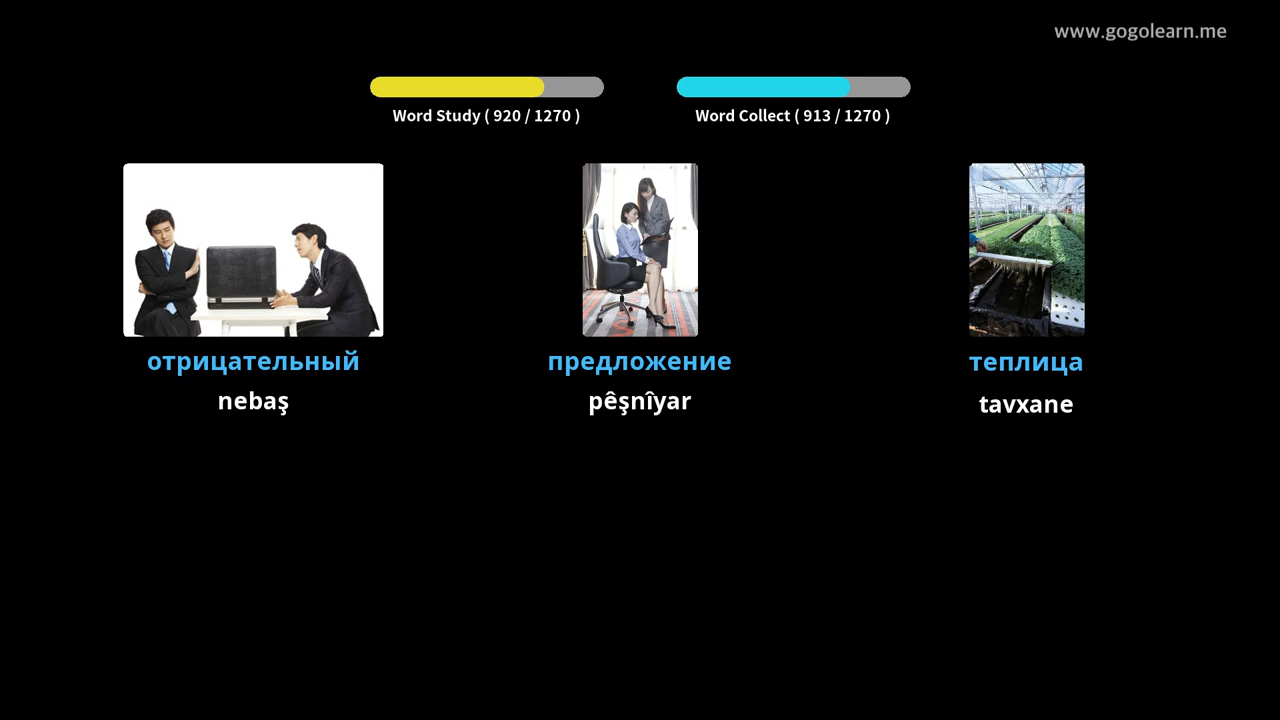 www.gogolearn.me
Word Study ( 920 / 1270 )
Word Collect ( 913 / 1270 )
отрицательный
nebaş
предложение
pêşnîyar
теплица
tavxane